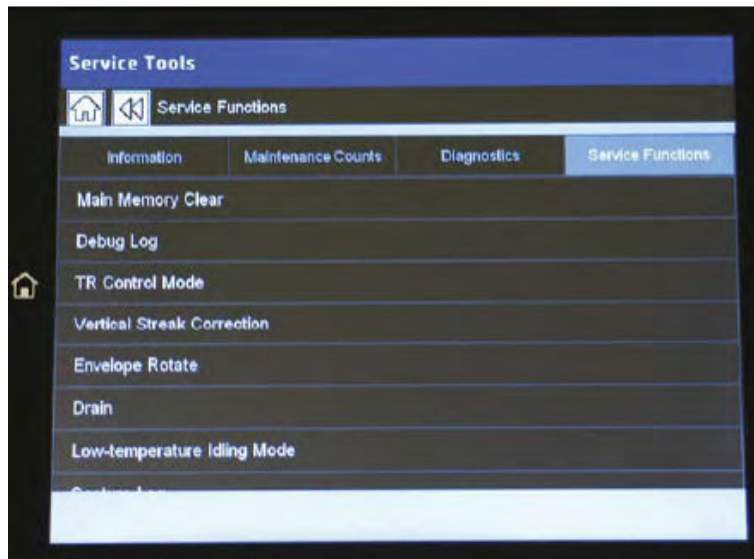 Service Tools
Service Functions
Information Maintenance Counts Diagnostics Service Functions
Main Memory Clear
Debug Log
TR Control Mode
Vertical Streak Correction
Envelope Rotate
Drain
Low-temperature Idling Mode